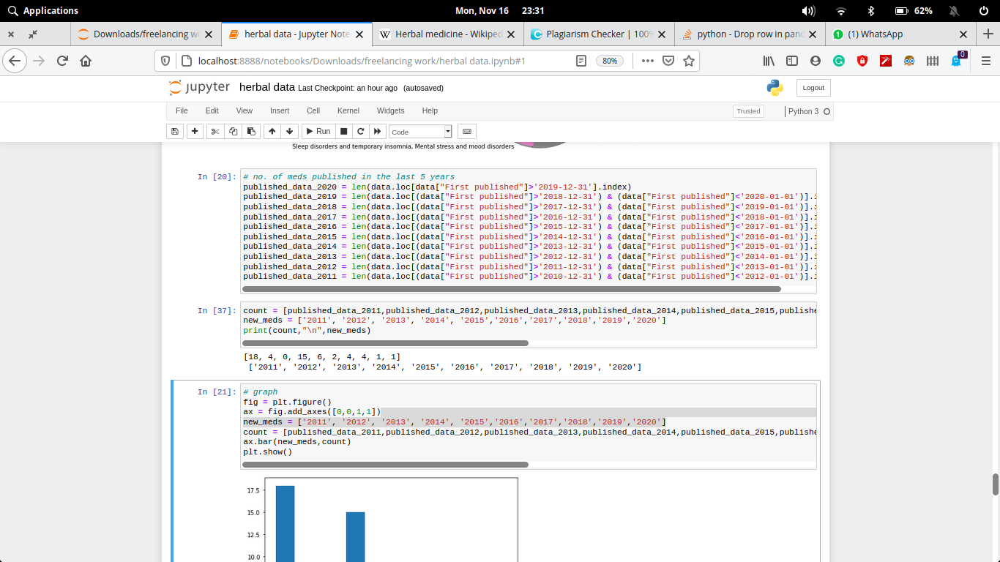 Applications
Mon, Nov 16 23:31
62%
Downloads/freelancing wo
herbal data - Jupyter Note
Herbal medicine - Wikiped
Plagiarism Checker | 100%
python - Drop row in pand
(1) WhatsApp
localhost:8888/notebooks/Downloads/freelancing work/herbal data.ipynb#1
80%
0
jupyter herbal data Last Checkpoint: an hour ago (autosaved)
Logout
File Edit View Insert Cell Kernel Widgets Help
Trusted
Python 3
Run
Code
Sleep disorders and temporary insomnia, Mental stress and mood disorders
In [20]: # no. of meds published in the last 5 years
published_data_2020 = len(data.loc[data["First published"]>'2019-12-31'].index)
published_data_2019 = len(data.loc[(data["First published"]>'2018-12-31') & (data["First published"]<'2020-01-01')].i
published_data_2018 = len(data.loc[(data["First published"]>'2017-12-31') & (data["First published"]<'2019-01-01')].i
published_data_2017 = len(data.loc[(data["First published"]>'2016-12-31') & (data["First published"]<'2018-01-01')].i
published_data_2016 = len(data.loc[(data["First published"]>'2015-12-31') & (data["First published"]<'2017-01-01')].i
published_data_2015 = len(data.loc[(data["First published"]>'2014-12-31') & (data["First published"]<'2016-01-01')].i
published_data_2014 = len(data.loc[(data["First published"]>'2013-12-31') & (data["First published"]<'2015-01-01')].i
published_data_2013 = len(data.loc[(data["First published"]>'2012-12-31') & (data["First published"]<'2014-01-01')].i
published_data_2012 = len(data.loc[(data["First published"]>'2011-12-31') & (data["First published"]<'2013-01-01')].i
published_data_2011 = len(data.loc[(data["First published"]>'2010-12-31') & (data["First published"]<'2012-01-01')].i
In [37]: count = [published_data_2011,published_data_2012,published_data_2013,published_data_2014,published_data_2015,publishe
new_meds = ['2011', '2012', '2013', '2014', '2015','2016','2017','2018','2019','2020']
print(count,"\n",new_meds)
[18, 4, 0, 15, 6, 2, 4, 4, 1, 1]
['2011', '2012', '2013', '2014', '2015', '2016', '2017', '2018', '2019', '2020']
In [21]: # graph
fig = plt.figure()
ax = fig.add_axes([0,0,1,1])
new_meds = ['2011', '2012', '2013', '2014', '2015','2016','2017','2018','2019','2020']
count = [published_data_2011,published_data_2012,published_data_2013,published_data_2014,published_data_2015,publishe
ax.bar(new_meds,count)
plt.show()
17.5
15.0
12.5
10.0